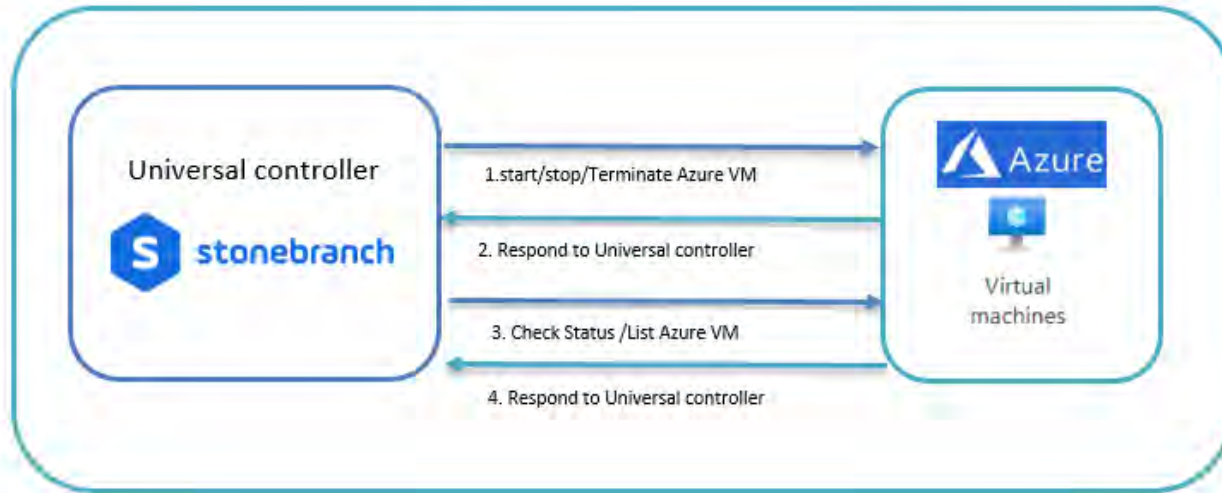 Universal controller
S stonebranch
1.start/stop/Terminate Azure VM
2. Respond to Universal controller
3. Check Status /List Azure VM
4. Respond to Universal controller
Azure
Virtual
machines